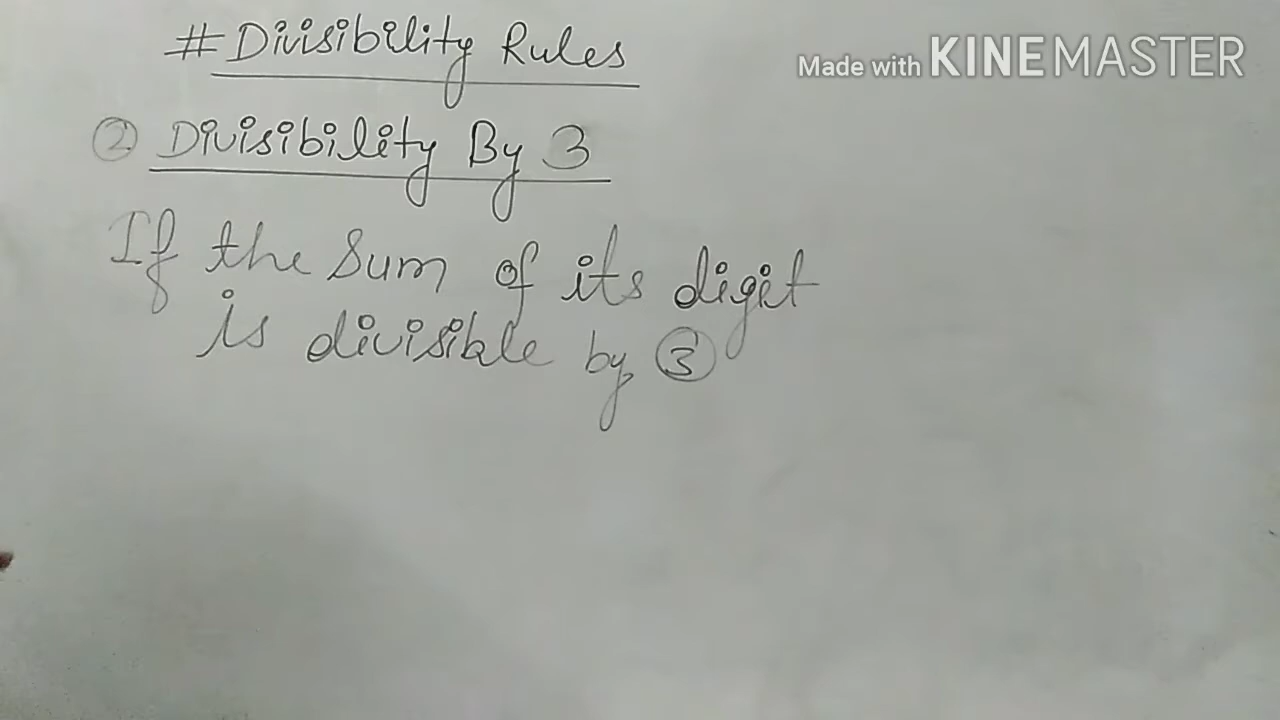 # Divisibility Rules
Made with KINEMASTER
② Divisibility By 3
If the Sum of its digit
is divisible by ③